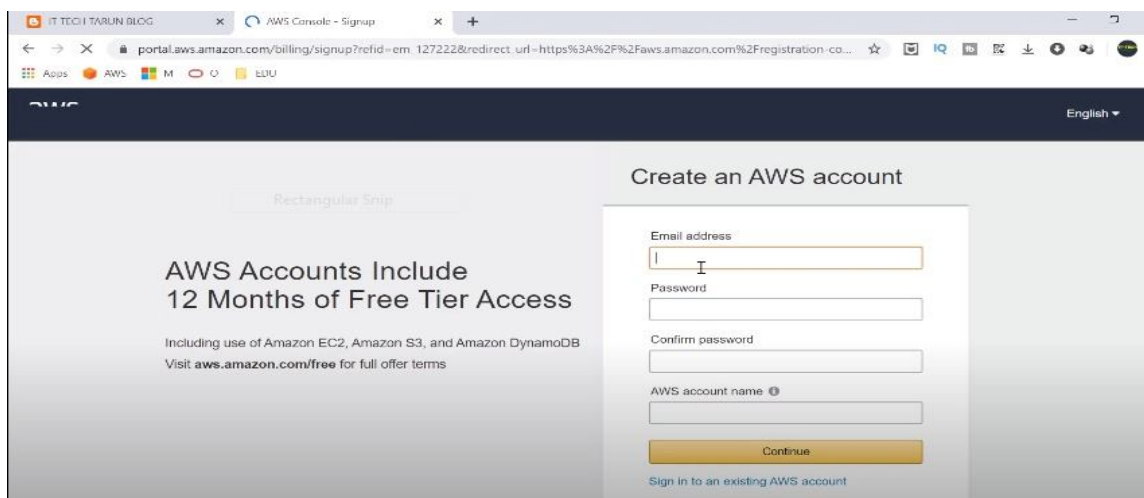 IT TECH TARUN BLOG
AWS Console - Signup
portal.aws.amazon.com/billing/signup?refid=em_127222&redirect_url=https%3A%2F%2Faws.amazon.com%2Fregistration-co...
IQ
Apps AWS M O O EDU
aws
English
Create an AWS account
Rectangular Snip
Email address
AWS Accounts Include
12 Months of Free Tier Access
Password
Including use of Amazon EC2, Amazon S3, and Amazon DynamoDB
Visit aws.amazon.com/free for full offer terms
Confirm password
AWS account name
Continue
Sign in to an existing AWS account